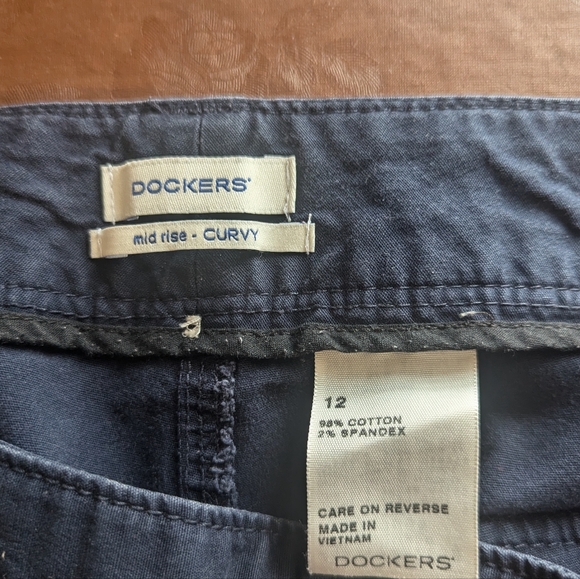 DOCKERS®
mid rise - CURVY
12
98% COTTON
2% SPANDEX
CARE ON REVERSE
MADE IN
VIETNAM
DOCKERS®